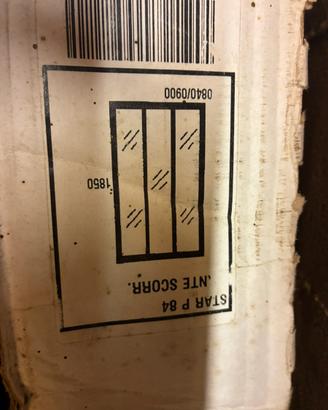 STAR P 84
.NTE SCORR.
1850
0840/0900